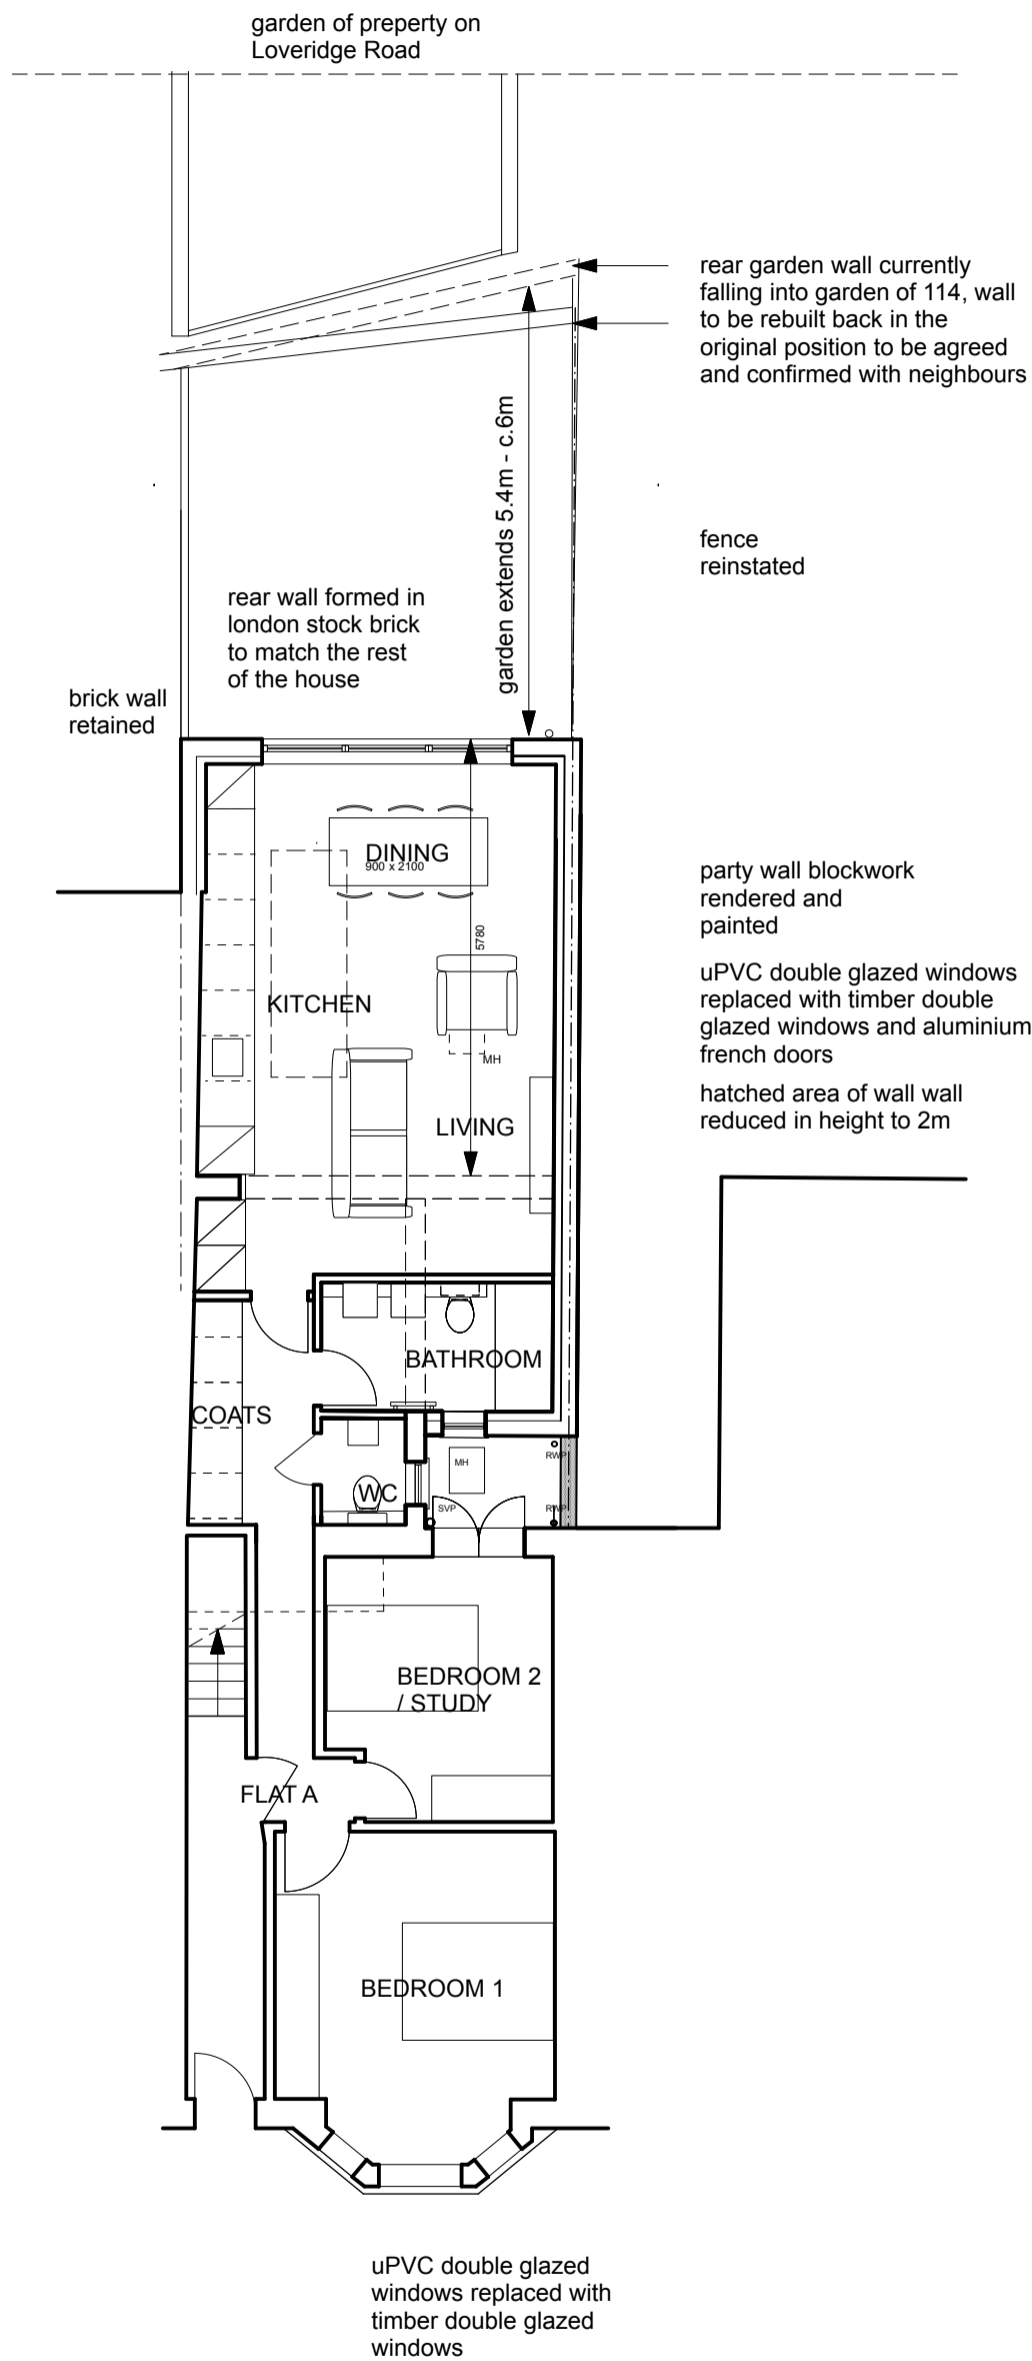 garden of preperty on
Loveridge Road
rear garden wall currently
falling into garden of 114, wall
to be rebuilt back in the
original position to be agreed
and confirmed with neighbours
garden extends 5.4m - c.6m
fence
reinstated
rear wall formed in
london stock brick
to match the rest
of the house
brick wall
retained
DINING
900 x 2100
party wall blockwork
rendered and
painted
5780
uPVC double glazed windows
replaced with timber double
glazed windows and aluminium
french doors
KITCHEN
MH
hatched area of wall wall
reduced in height to 2m
LIVING
BATHROOM
COATS
RWP
MH
WC
SVP
RWP
BEDROOM 2
/ STUDY
FLAT A
BEDROOM 1
uPVC double glazed
windows replaced with
timber double glazed
windows